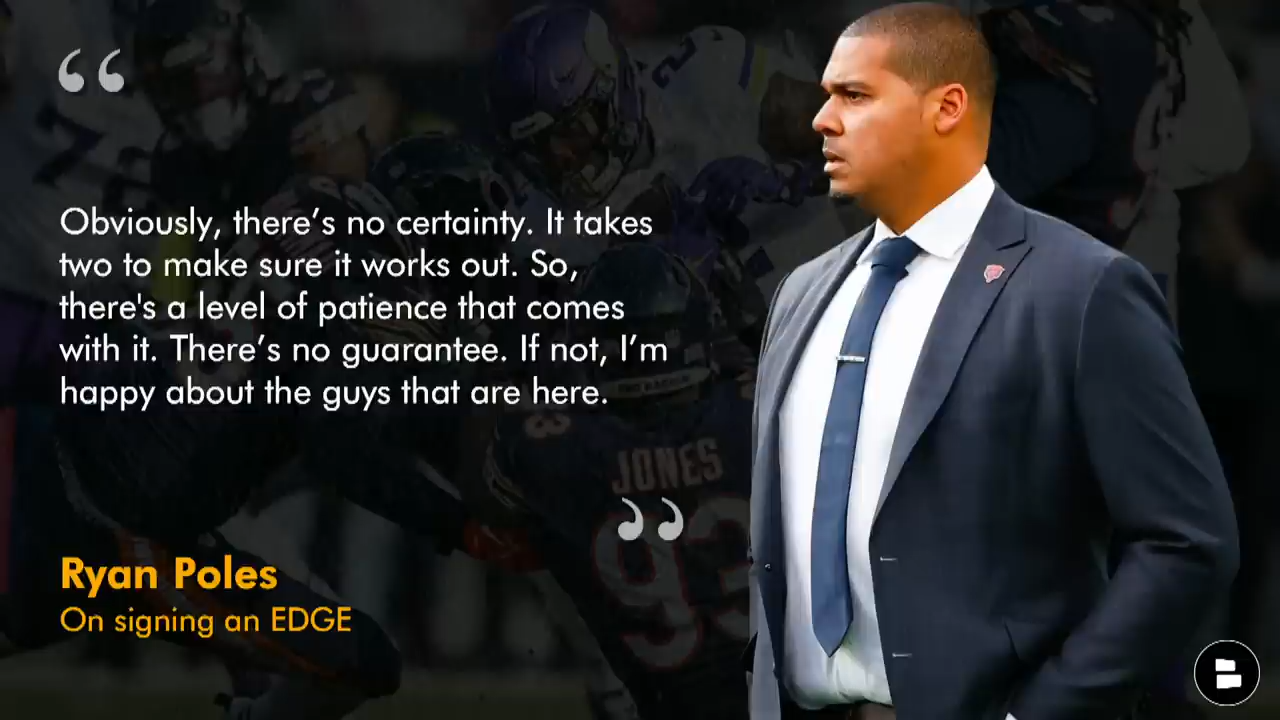 “
Obviously, there’s no certainty. It takes
two to make sure it works out. So,
there's a level of patience that comes
with it. There’s no guarantee. If not, I’m
happy about the guys that are here.
JONES
”
93
Ryan Poles
On signing an EDGE